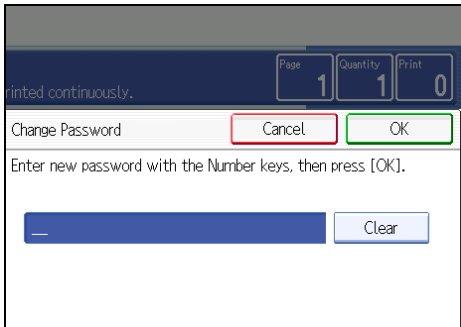 Page Quantity Print
rinted continuously. 1 1 0
Change Password Cancel OK
Enter new password with the Number keys, then press [OK].
Clear